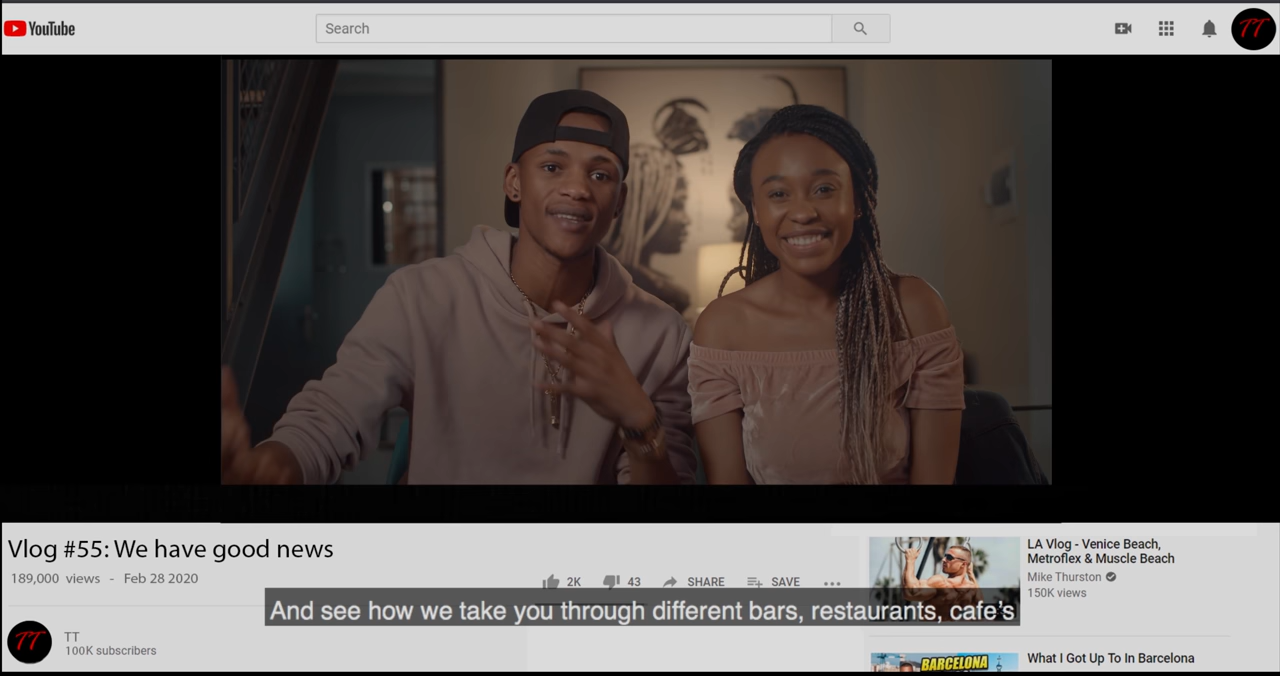 YouTube
Search
TT
Vlog #55: We have good news
189,000 views - Feb 28 2020
2K
43
SHARE
SAVE
And see how we take you through different bars, restaurants, cafe's
TT
TT
100K subscribers
LA Vlog - Venice Beach,
Metroflex & Muscle Beach
Mike Thurston
150K views
BARCELONA
What I Got Up To In Barcelona